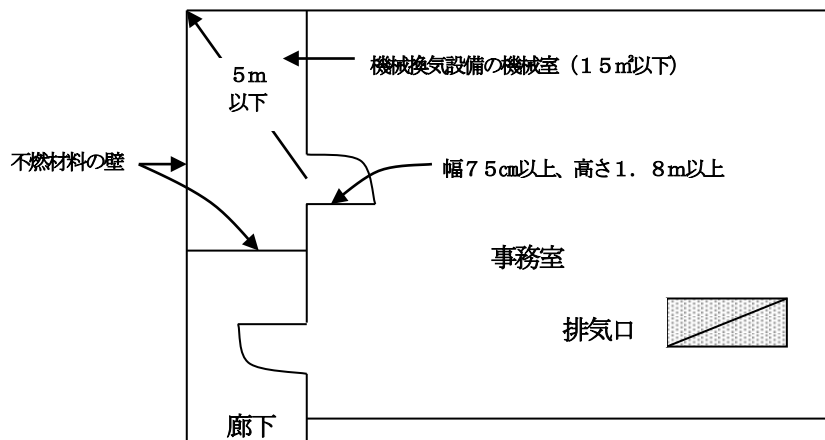 機械換気設備の機械室（１５㎡以下）
５ｍ
以下
不燃材料の壁
幅７５㎝以上、高さ１．８ｍ以上
事務室
排気口
廊下